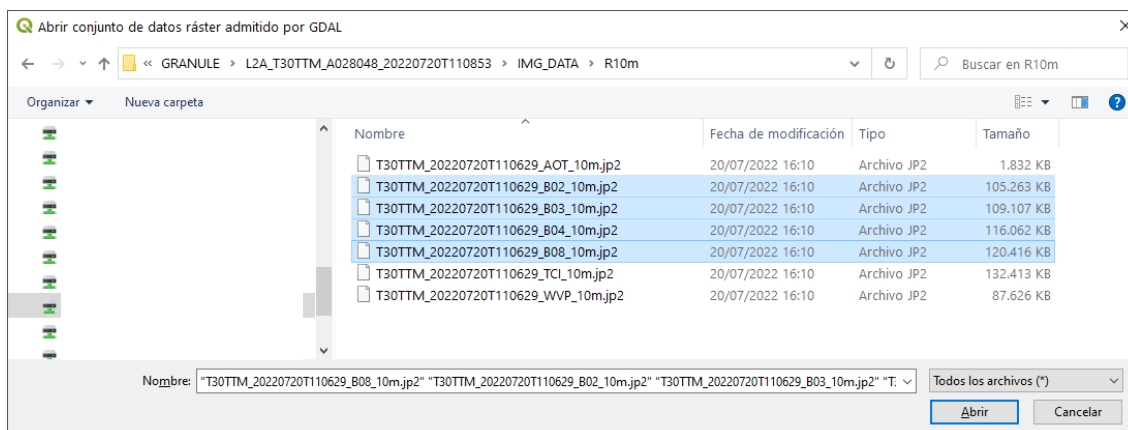 Abrir conjunto de datos ráster admitido por GDAL
« GRANULE > L2A_T30TTM_A028048_20220720T110853 > IMG_DATA > R10m
Buscar en R10m
Organizar Nueva carpeta
Nombre Fecha de modificación Tipo Tamaño
T30TTM_20220720T110629_AOT_10m.jp2 20/07/2022 16:10 Archivo JP2 1.832 KB
T30TTM_20220720T110629_B02_10m.jp2 20/07/2022 16:10 Archivo JP2 105.263 KB
T30TTM_20220720T110629_B03_10m.jp2 20/07/2022 16:10 Archivo JP2 109.107 KB
T30TTM_20220720T110629_B04_10m.jp2 20/07/2022 16:10 Archivo JP2 116.062 KB
T30TTM_20220720T110629_B08_10m.jp2 20/07/2022 16:10 Archivo JP2 120.416 KB
T30TTM_20220720T110629_TCI_10m.jp2 20/07/2022 16:10 Archivo JP2 132.413 KB
T30TTM_20220720T110629_WVP_10m.jp2 20/07/2022 16:10 Archivo JP2 87.626 KB
Nombre: "T30TTM_20220720T110629_B08_10m.jp2" "T30TTM_20220720T110629_B02_10m.jp2" "T30TTM_20220720T110629_B03_10m.jp2" Todos los archivos (*)
Abrir Cancelar